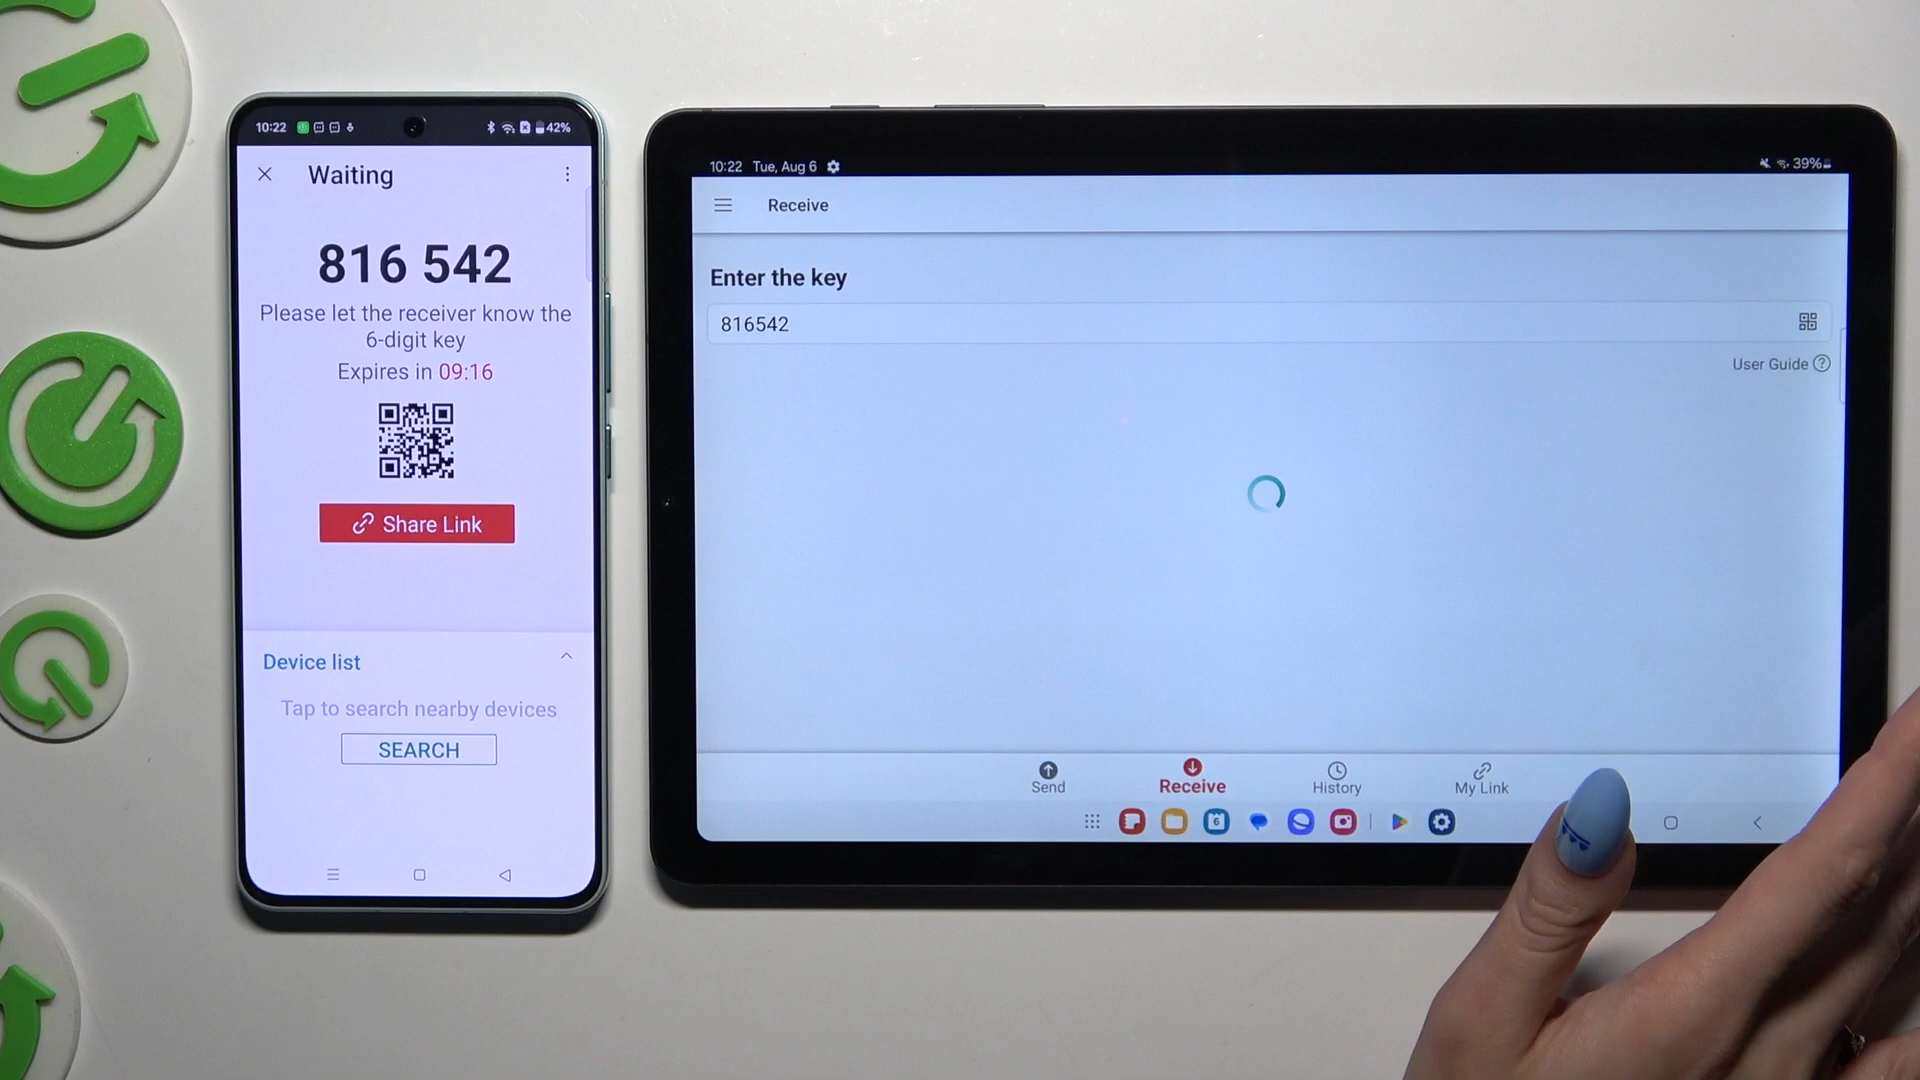 10:22
42%
Waiting
816 542
Please let the receiver know the
6-digit key
Expires in 09:16
Share Link
Device list
Tap to search nearby devices
SEARCH
10:22 Tue, Aug 6
39%
Receive
Enter the key
816542
User Guide ?
Send
Receive
History
My Link
6